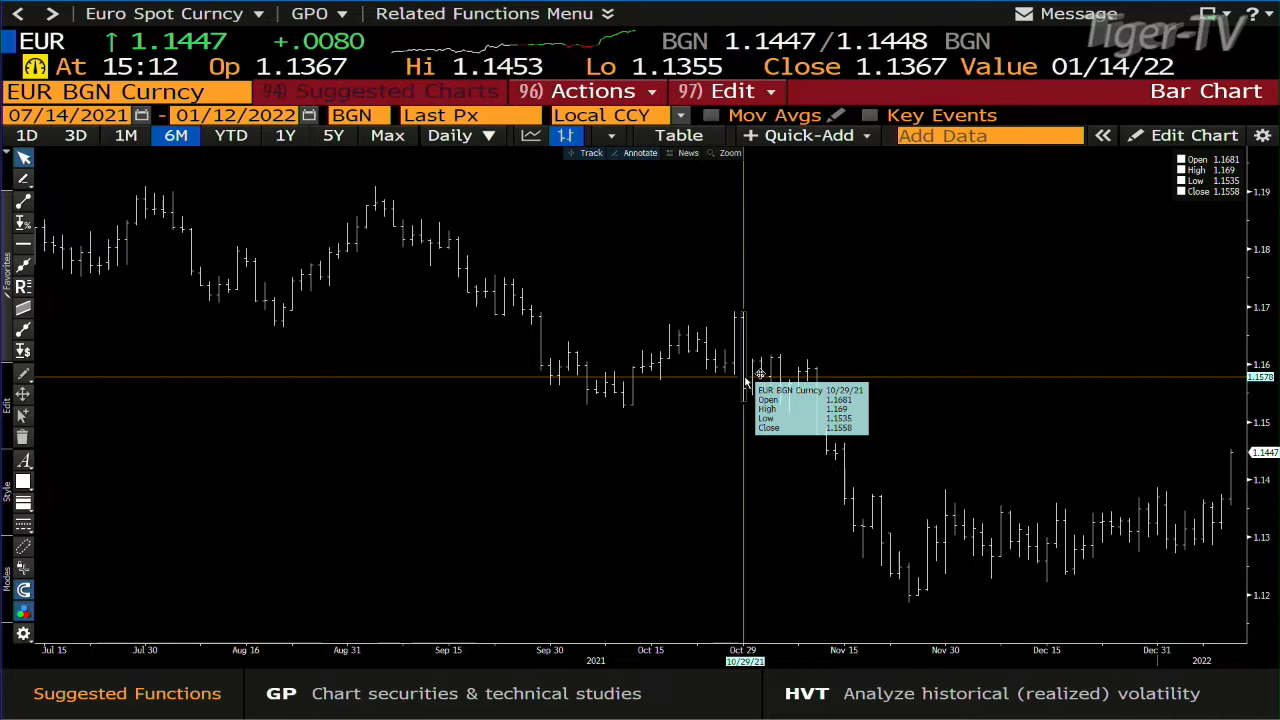 Euro Spot Curncy GPO Related Functions Menu Message ?
Tiger-TV
EUR ↑ 1.1447 +.0080 BGN 1.1447/1.1448 BGN
At 15:12 Op 1.1367 Hi 1.1453 Lo 1.1355 Close 1.1367 Value 01/14/22
EUR BGN Curncy 94) Suggested Charts 96) Actions 97) Edit Bar Chart
07/14/2021 - 01/12/2022 BGN Last Px Local CCY Mov Avgs Key Events
1D 3D 1M 6M YTD 1Y 5Y Max Daily ▼ Table + Quick-Add Add Data « Edit Chart
Track Annotate News Zoom
Open 1.1681
High 1.169
Low 1.1535
Close 1.1558
1.19
1.18
1.17
1.16
1.1578
1.15
1.1447
1.14
1.13
1.12
Favorites
Edit
Style
Modes
%
R
$
A
EUR BGN Curncy 10/29/21
Open 1.1681
High 1.169
Low 1.1535
Close 1.1558
Jul 15 Jul 30 Aug 16 Aug 31 Sep 15 Sep 30 Oct 15 Oct 29 Nov 15 Nov 30 Dec 15 Dec 31
2021 10/29/21 2022
Suggested Functions GP Chart securities & technical studies HVT Analyze historical (realized) volatility